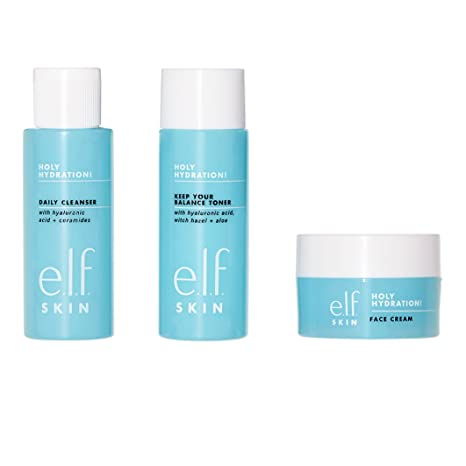 HOLY
HYDRATION!
DAILY CLEANSER
with hyaluronic
acid + ceramides
e.l.f.
SKIN
HOLY
HYDRATION!
KEEP YOUR
BALANCE TONER
with hyaluronic acid,
witch hazel + aloe
e.l.f.
SKIN
e.l.f.
SKIN
HOLY
HYDRATION!
FACE CREAM